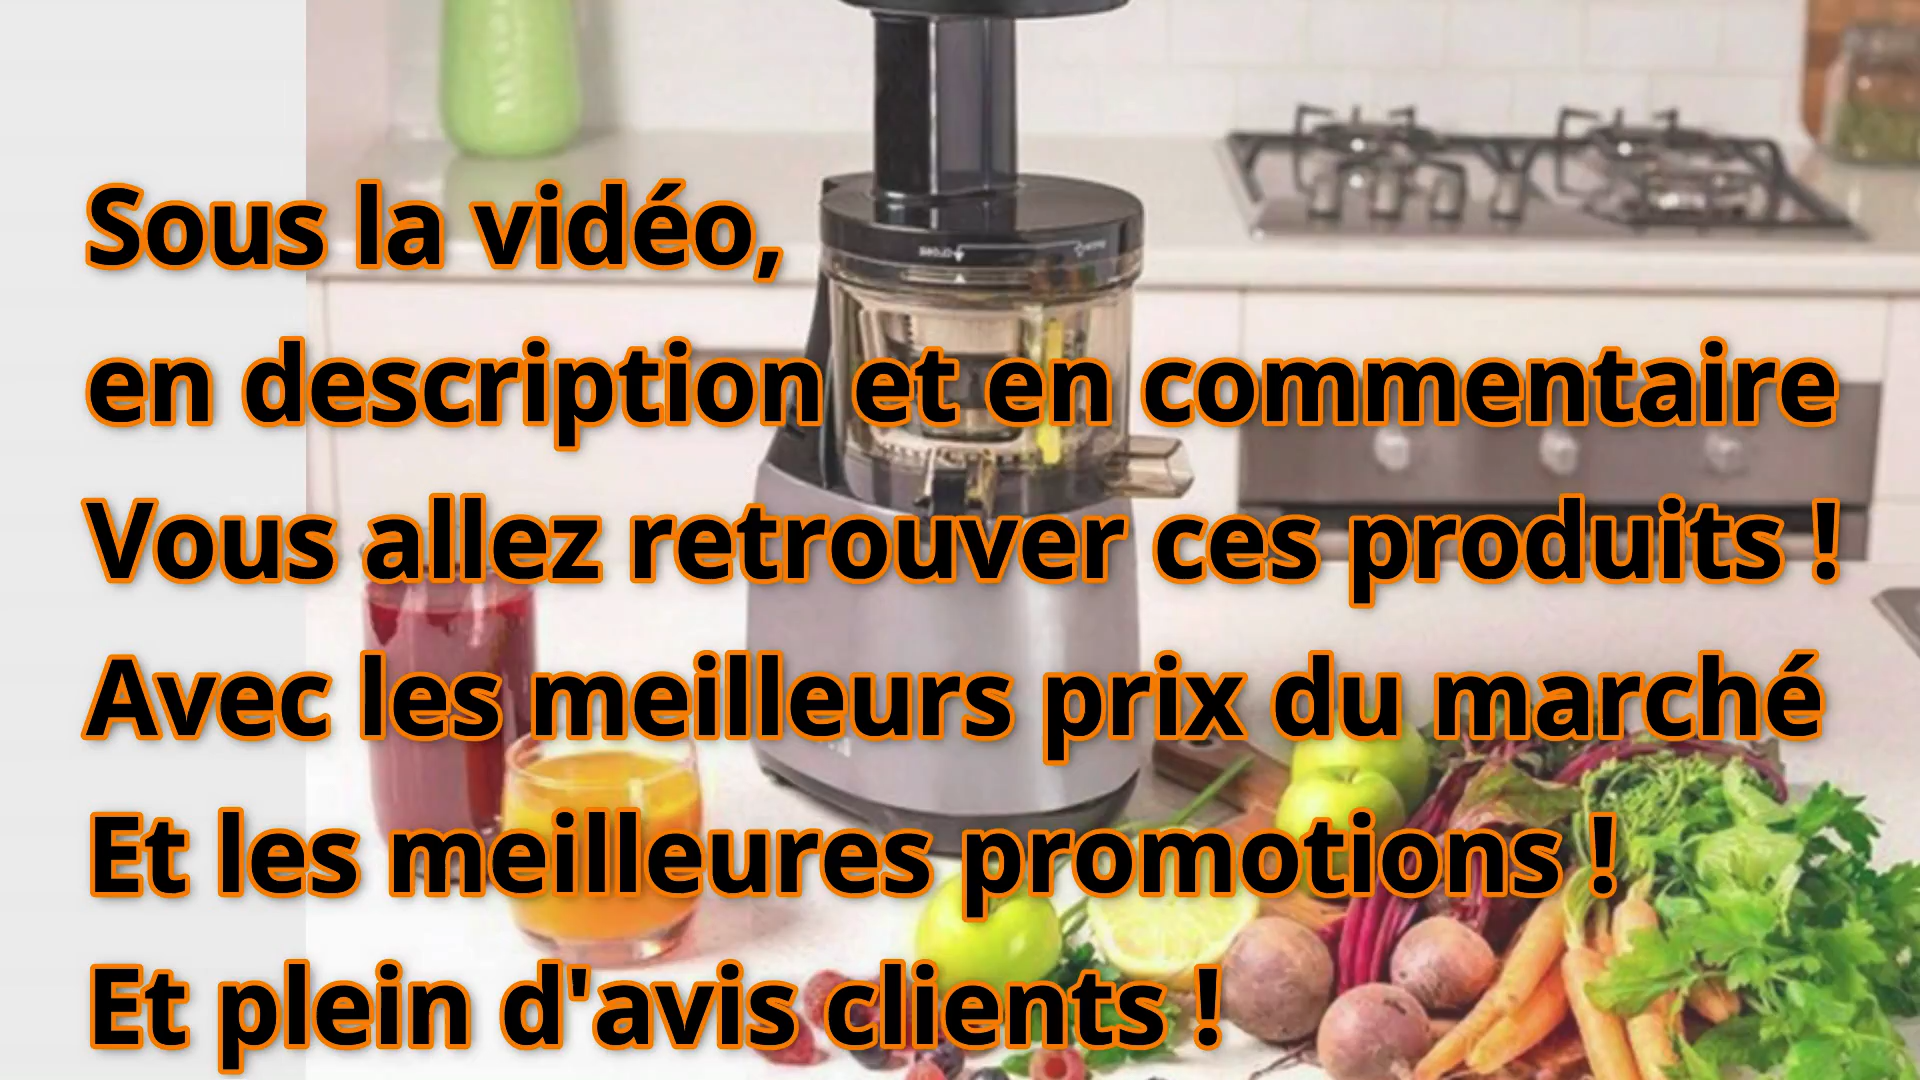 Sous la vidéo,
en description et en commentaire
Vous allez retrouver ces produits !
Avec les meilleurs prix du marché
Et les meilleures promotions !
Et plein d'avis clients !